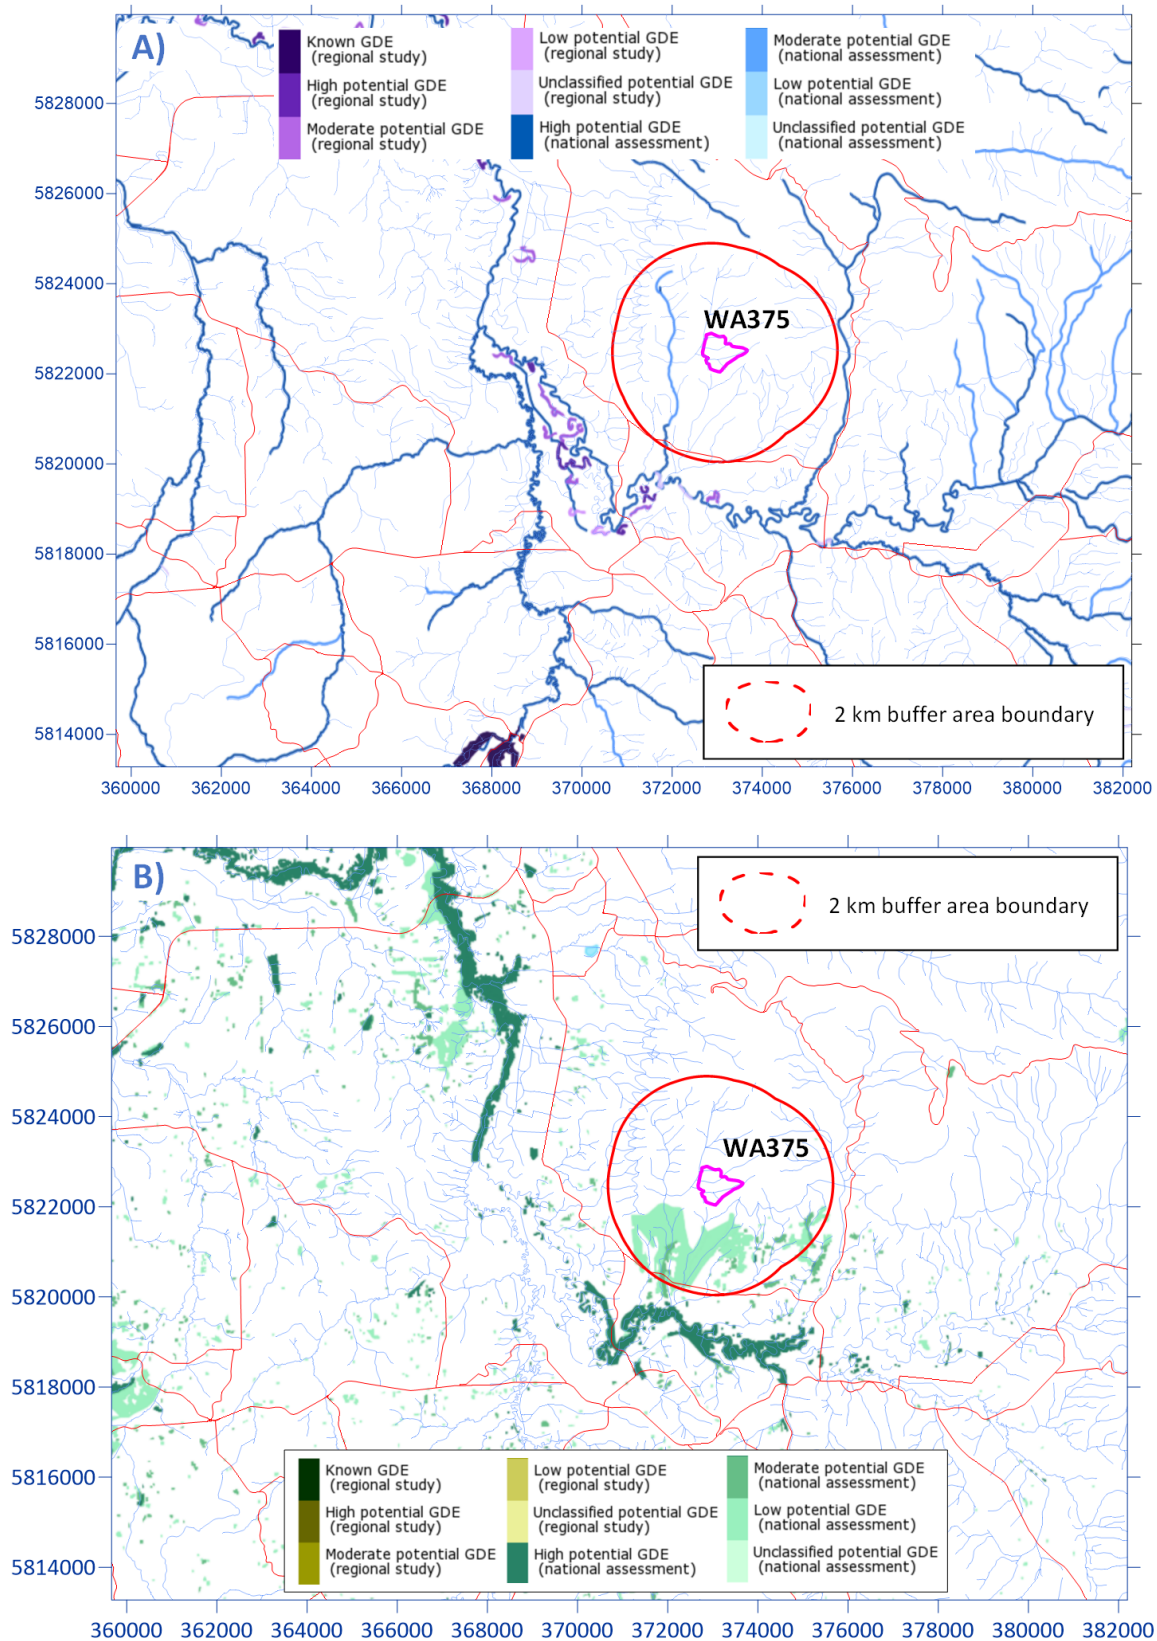 A)
Known GDE
(regional study)
High potential GDE
(regional study)
Moderate potential GDE
(regional study)
Low potential GDE
(regional study)
Unclassified potential GDE
(regional study)
High potential GDE
(national assessment)
Moderate potential GDE
(national assessment)
Low potential GDE
(national assessment)
Unclassified potential GDE
(national assessment)
5828000
5826000
5824000
5822000
5820000
5818000
5816000
5814000
WA375
2 km buffer area boundary
360000 362000 364000 366000 368000 370000 372000 374000 376000 378000 380000 382000
B)
2 km buffer area boundary
5828000
5826000
5824000
5822000
5820000
5818000
5816000
5814000
WA375
Known GDE
(regional study)
High potential GDE
(regional study)
Moderate potential GDE
(regional study)
Low potential GDE
(regional study)
Unclassified potential GDE
(regional study)
High potential GDE
(national assessment)
Moderate potential GDE
(national assessment)
Low potential GDE
(national assessment)
Unclassified potential GDE
(national assessment)
360000 362000 364000 366000 368000 370000 372000 374000 376000 378000 380000 382000